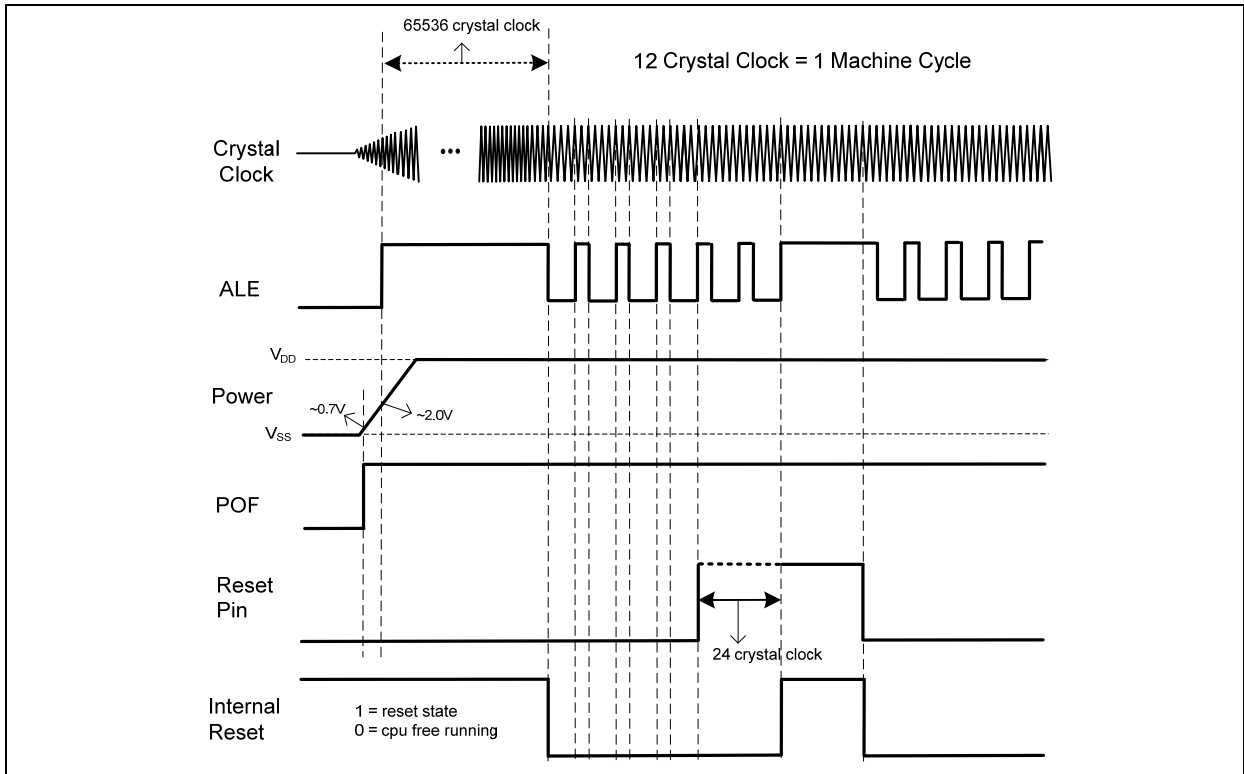 65536 crystal clock
12 Crystal Clock = 1 Machine Cycle
Crystal
Clock
ALE
VDD
Power
~0.7V
~2.0V
VSS
POF
Reset
Pin
24 crystal clock
Internal
Reset
1 = reset state
0 = cpu free running